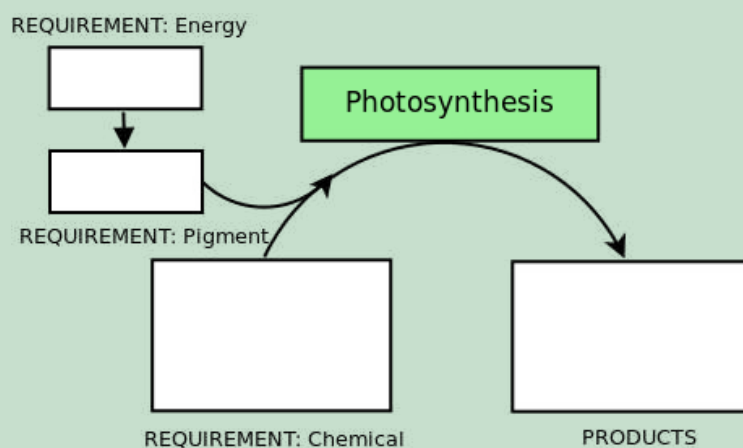 REQUIREMENT: Energy
Photosynthesis
REQUIREMENT: Pigment
REQUIREMENT: Chemical
PRODUCTS